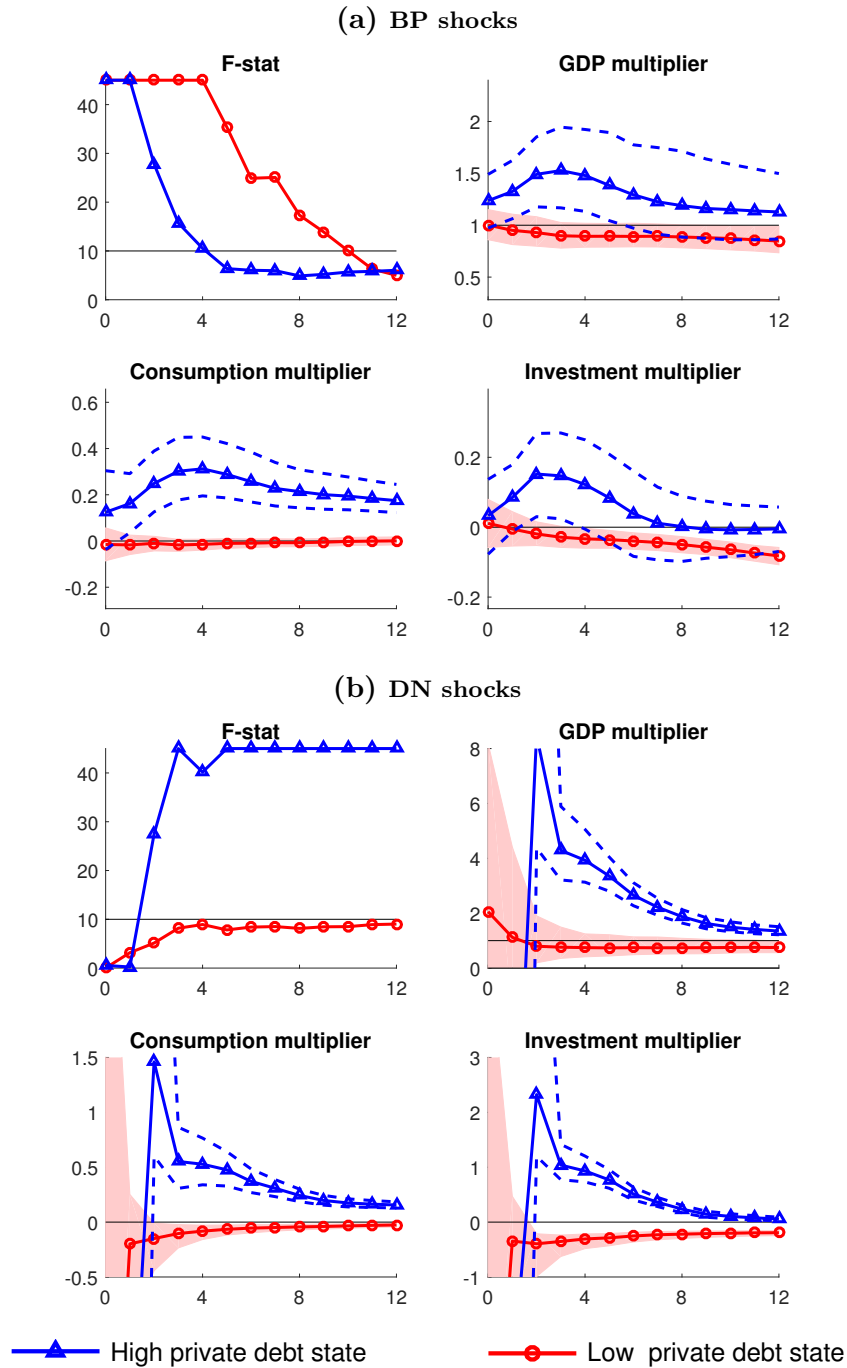 (a) BP shocks
F-stat
GDP multiplier
40
30
20
10
0
0 4 8 12
2
1.5
1
0.5
0 4 8 12
Consumption multiplier
Investment multiplier
0.6
0.4
0.2
0
-0.2
0 4 8 12
0.2
0
-0.2
0 4 8 12
(b) DN shocks
F-stat
GDP multiplier
40
30
20
10
0
0 4 8 12
8
6
4
2
0
0 4 8 12
Consumption multiplier
Investment multiplier
1.5
1
0.5
0
-0.5
0 4 8 12
3
2
1
0
-1
0 4 8 12
High private debt state
Low private debt state